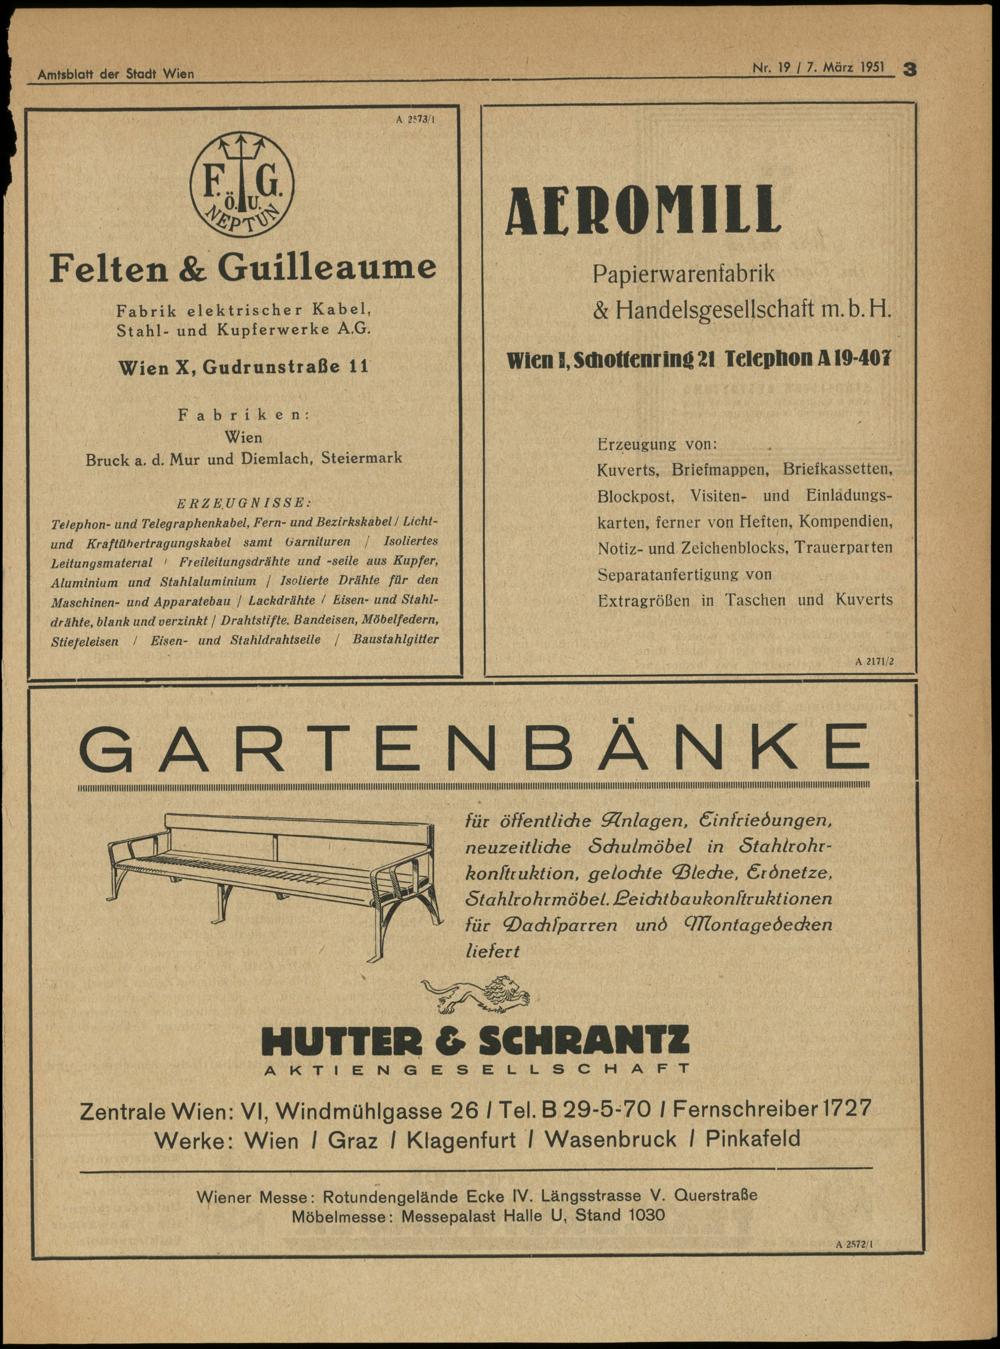 Amtsblatt der Stadt Wien
Nr. 19 / 7. März 1951 3
A 2573/1
F. G.
Ö. U.
NEPTUN
Felten & Guilleaume
Fabrik elektrischer Kabel,
Stahl- und Kupferwerke A.G.
Wien X, Gudrunstraße 11
Fabriken:
Wien
Bruck a. d. Mur und Diemlach, Steiermark
ERZEUGNISSE:
Telephon- und Telegraphenkabel, Fern- und Bezirkskabel / Licht-
und Kraftübertragungskabel samt Garnituren / Isoliertes
Leitungsmaterial / Freileitungsdrähte und -seile aus Kupfer,
Aluminium und Stahlaluminium / Isolierte Drähte für den
Maschinen- und Apparatebau / Lackdrähte / Eisen- und Stahl-
drähte, blank und verzinkt / Drahtstifte. Bandeisen, Möbelfedern,
Stiefeleisen / Eisen- und Stahldrahtseile / Baustahlgitter
AEROMILL
Papierwarenfabrik
& Handelsgesellschaft m. b. H.
Wien I, Schottenring 21 Telephon A 19-407
Erzeugung von:
Kuverts, Briefmappen, Briefkassetten,
Blockpost, Visiten- und Einladungs-
karten, ferner von Heften, Kompendien,
Notiz- und Zeichenblocks, Trauerparten
Separatanfertigung von
Extragrößen in Taschen und Kuverts
A 2171/2
GARTENBÄNKE
für öffentliche Anlagen, Einfriedungen,
neuzeitliche Schulmöbel in Stahlrohr-
konstruktion, gelochte Bleche, Erdnetze,
Stahlrohrmöbel. Leichtbaukonstruktionen
für Dachsparren und Montagedecken
liefert
HUTTER & SCHRANTZ
AKTIENGESELLSCHAFT
Zentrale Wien: VI, Windmühlgasse 26 / Tel. B 29-5-70 / Fernschreiber 1727
Werke: Wien / Graz / Klagenfurt / Wasenbruck / Pinkafeld
Wiener Messe: Rotundengelände Ecke IV. Längsstrasse V. Querstraße
Möbelmesse: Messepalast Halle U, Stand 1030
A 2572/1